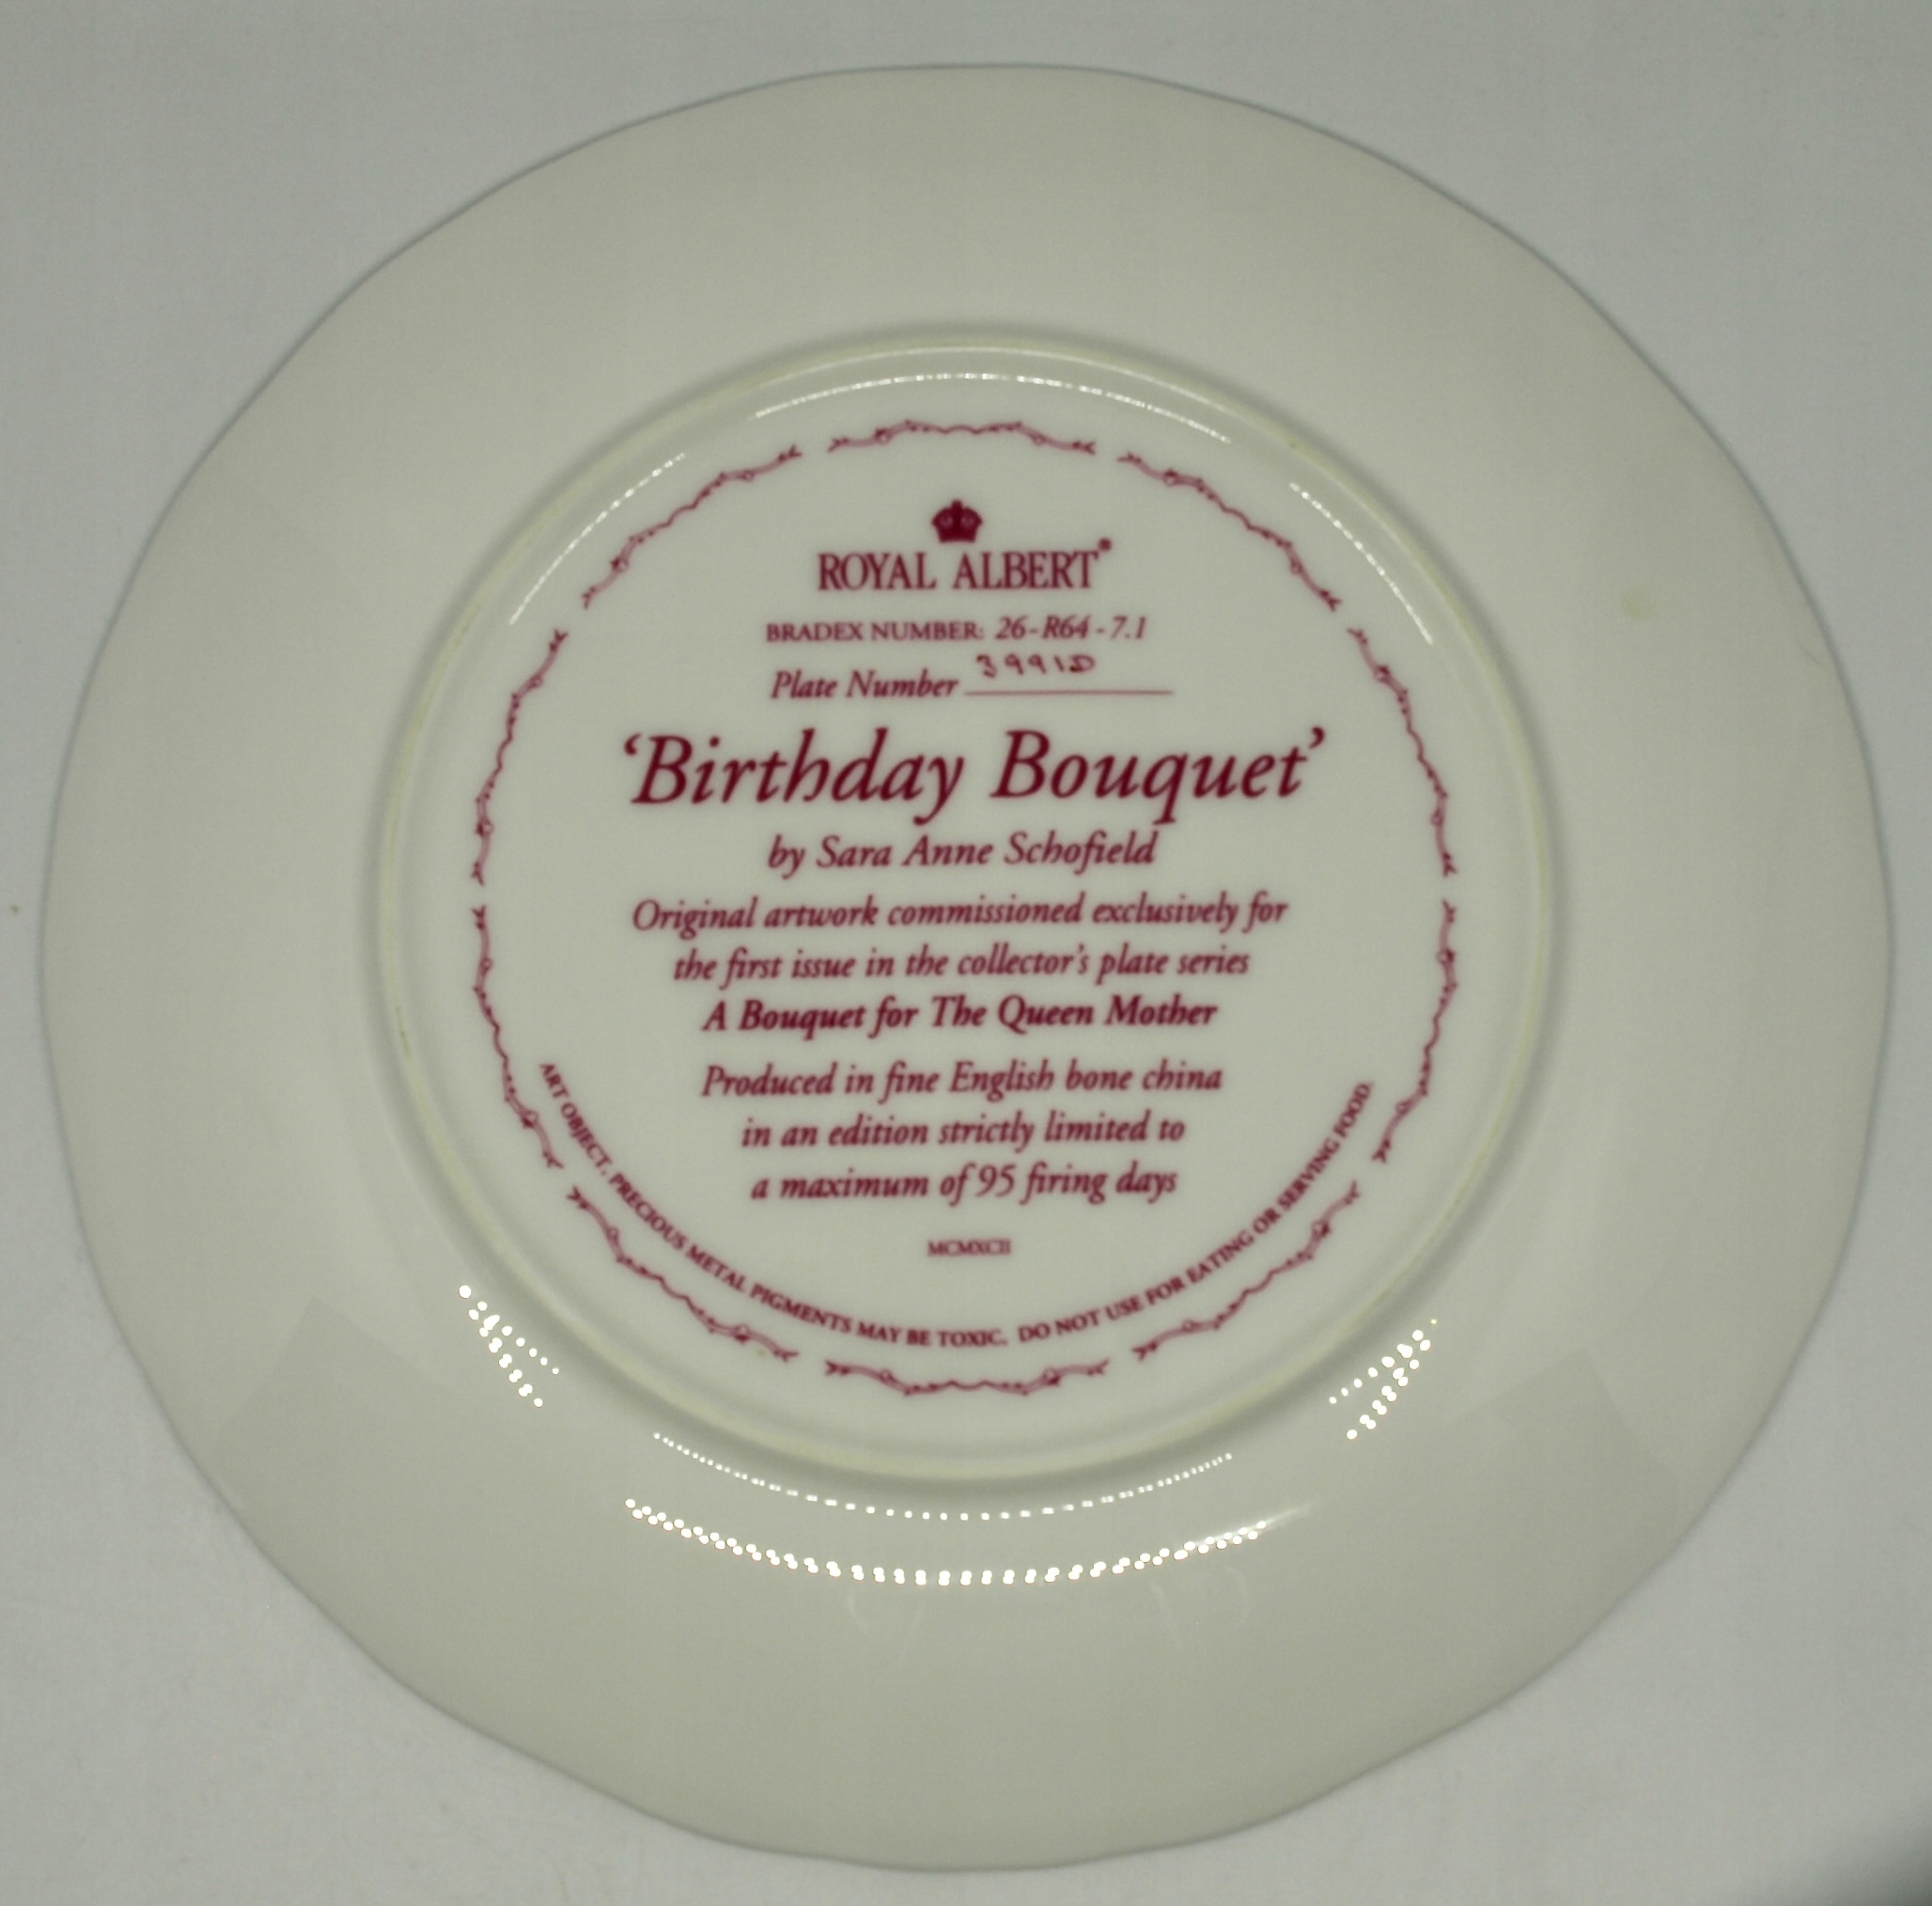 ROYAL ALBERT®
BRADEX NUMBER: 26-R64-7.1
Plate Number 3991D
'Birthday Bouquet'
by Sara Anne Schofield
Original artwork commissioned exclusively for
the first issue in the collector's plate series
A Bouquet for The Queen Mother
Produced in fine English bone china
in an edition strictly limited to
a maximum of 95 firing days
MCMXCII
ART OBJECT. PRECIOUS METAL PIGMENTS MAY BE TOXIC. DO NOT USE FOR EATING OR SERVING FOOD.